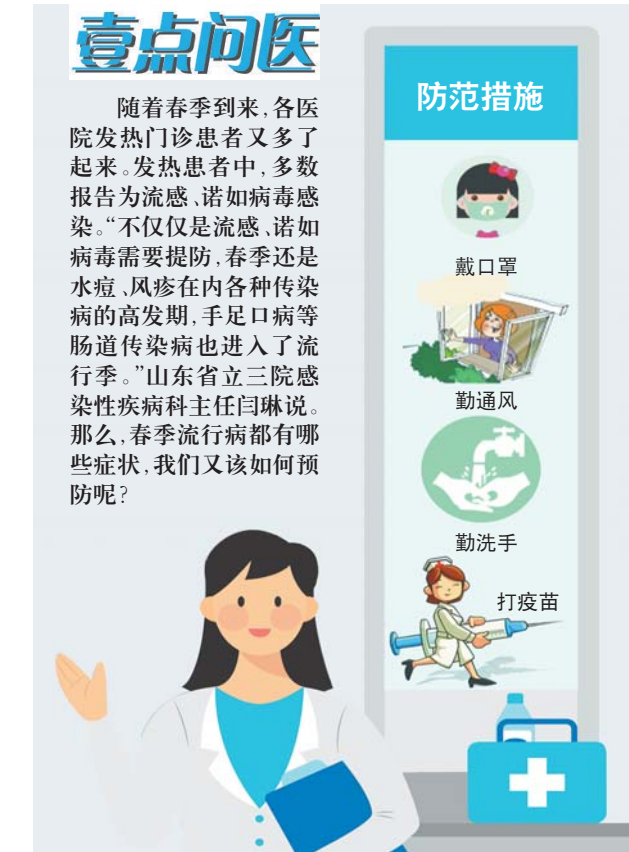 壹点问医
随着春季到来,各医
院发热门诊患者又多了
起来。发热患者中,多数
报告为流感、诺如病毒感
染。“不仅仅是流感、诺如
病毒需要提防,春季还是
水痘、风疹在内各种传染
病的高发期,手足口病等
肠道传染病也进入了流
行季。”山东省立三院感
染性疾病科主任闫琳说。
那么,春季流行病都有哪
些症状,我们又该如何预
防呢?
防范措施
戴口罩
勤通风
勤洗手
打疫苗